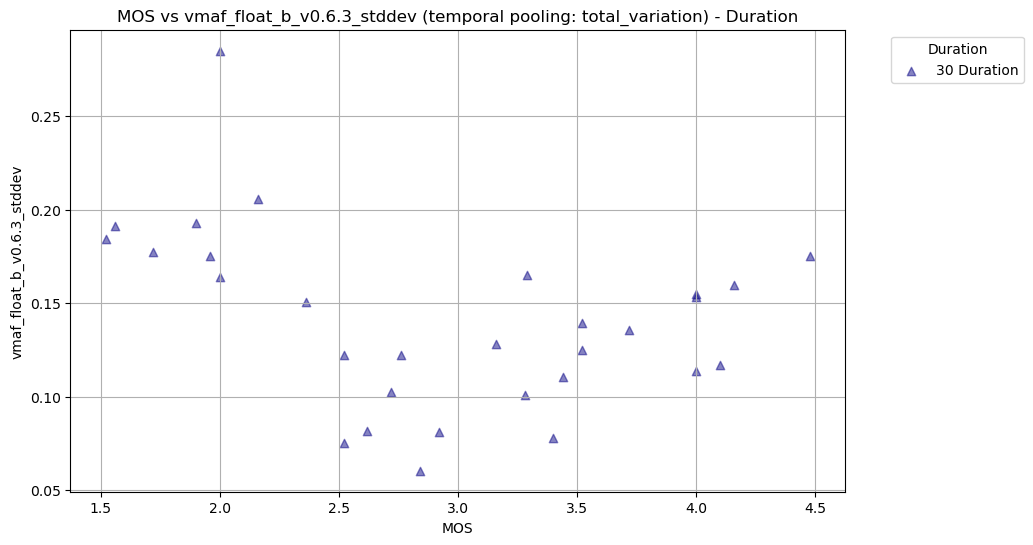 MOS vs vmaf_float_b_v0.6.3_stddev (temporal pooling: total_variation) - Duration
Duration
30 Duration
vmaf_float_b_v0.6.3_stddev
0.25
0.20
0.15
0.10
0.05
1.5 2.0 2.5 3.0 3.5 4.0 4.5
MOS